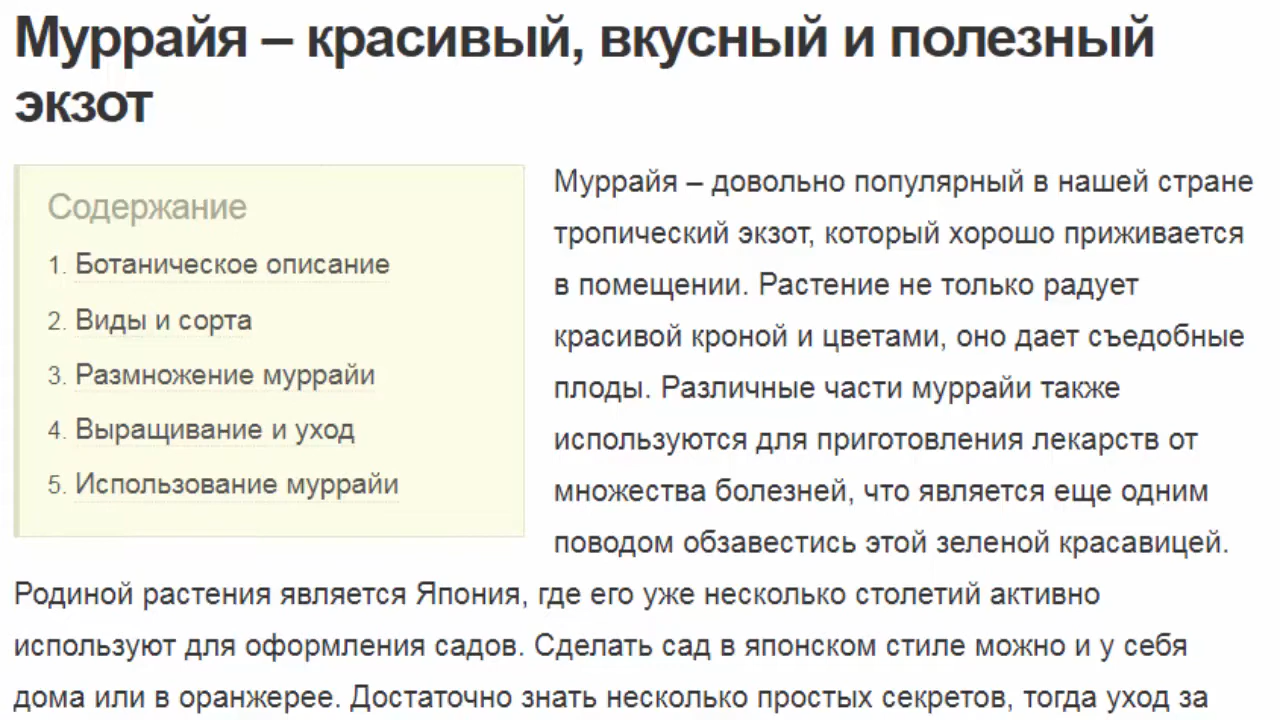 Муррайя – красивый, вкусный и полезный
экзот
Содержание
1. Ботаническое описание
2. Виды и сорта
3. Размножение муррайи
4. Выращивание и уход
5. Использование муррайи
Муррайя – довольно популярный в нашей стране
тропический экзот, который хорошо приживается
в помещении. Растение не только радует
красивой кроной и цветами, оно дает съедобные
плоды. Различные части муррайи также
используются для приготовления лекарств от
множества болезней, что является еще одним
поводом обзавестись этой зеленой красавицей.
Родиной растения является Япония, где его уже несколько столетий активно
используют для оформления садов. Сделать сад в японском стиле можно и у себя
дома или в оранжерее. Достаточно знать несколько простых секретов, тогда уход за